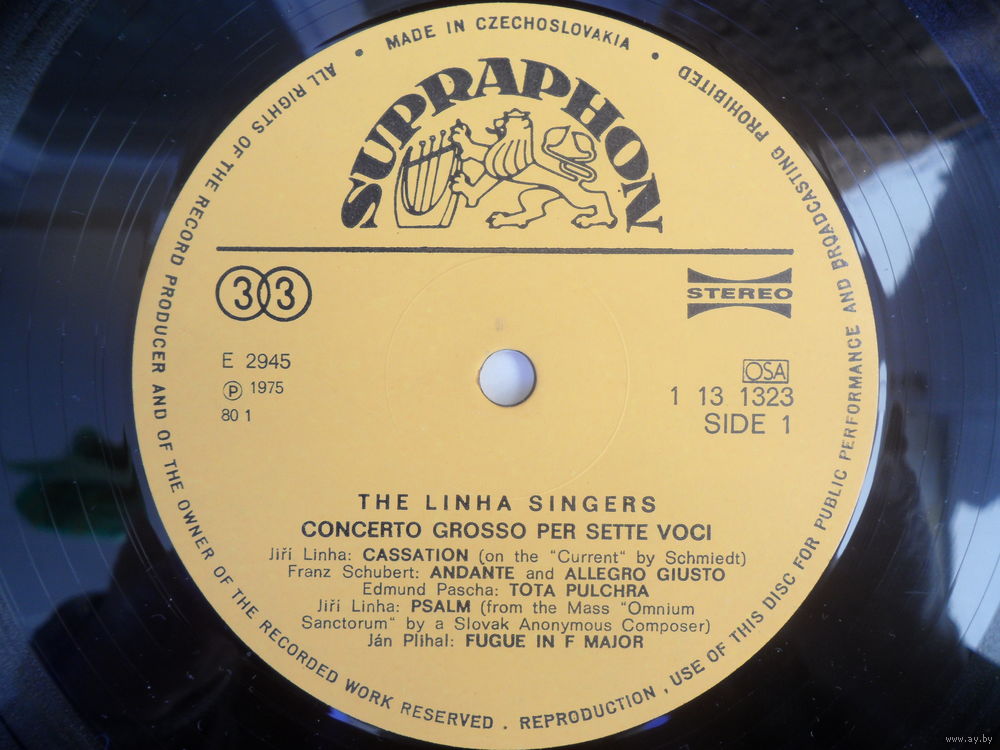 ALL RIGHTS OF THE RECORD PRODUCER AND OF THE OWNER OF THE RECORDED WORK RESERVED . REPRODUCTION , USE OF THIS DISC FOR PUBLIC PERFORMANCE AND BROADCASTING PROHIBITED
• MADE IN CZECHOSLOVAKIA •
SUPRAPHON
33
STEREO
E 2945
Ⓟ 1975
80 1
OSA
1 13 1323
SIDE 1
THE LINHA SINGERS
CONCERTO GROSSO PER SETTE VOCI
Jiří Linha: CASSATION (on the "Current" by Schmiedt)
Franz Schubert: ANDANTE and ALLEGRO GIUSTO
Edmund Pascha: TOTA PULCHRA
Jiří Linha: PSALM (from the Mass "Omnium
Sanctorum" by a Slovak Anonymous Composer)
Ján Plihal: FUGUE IN F MAJOR
www.ay.by